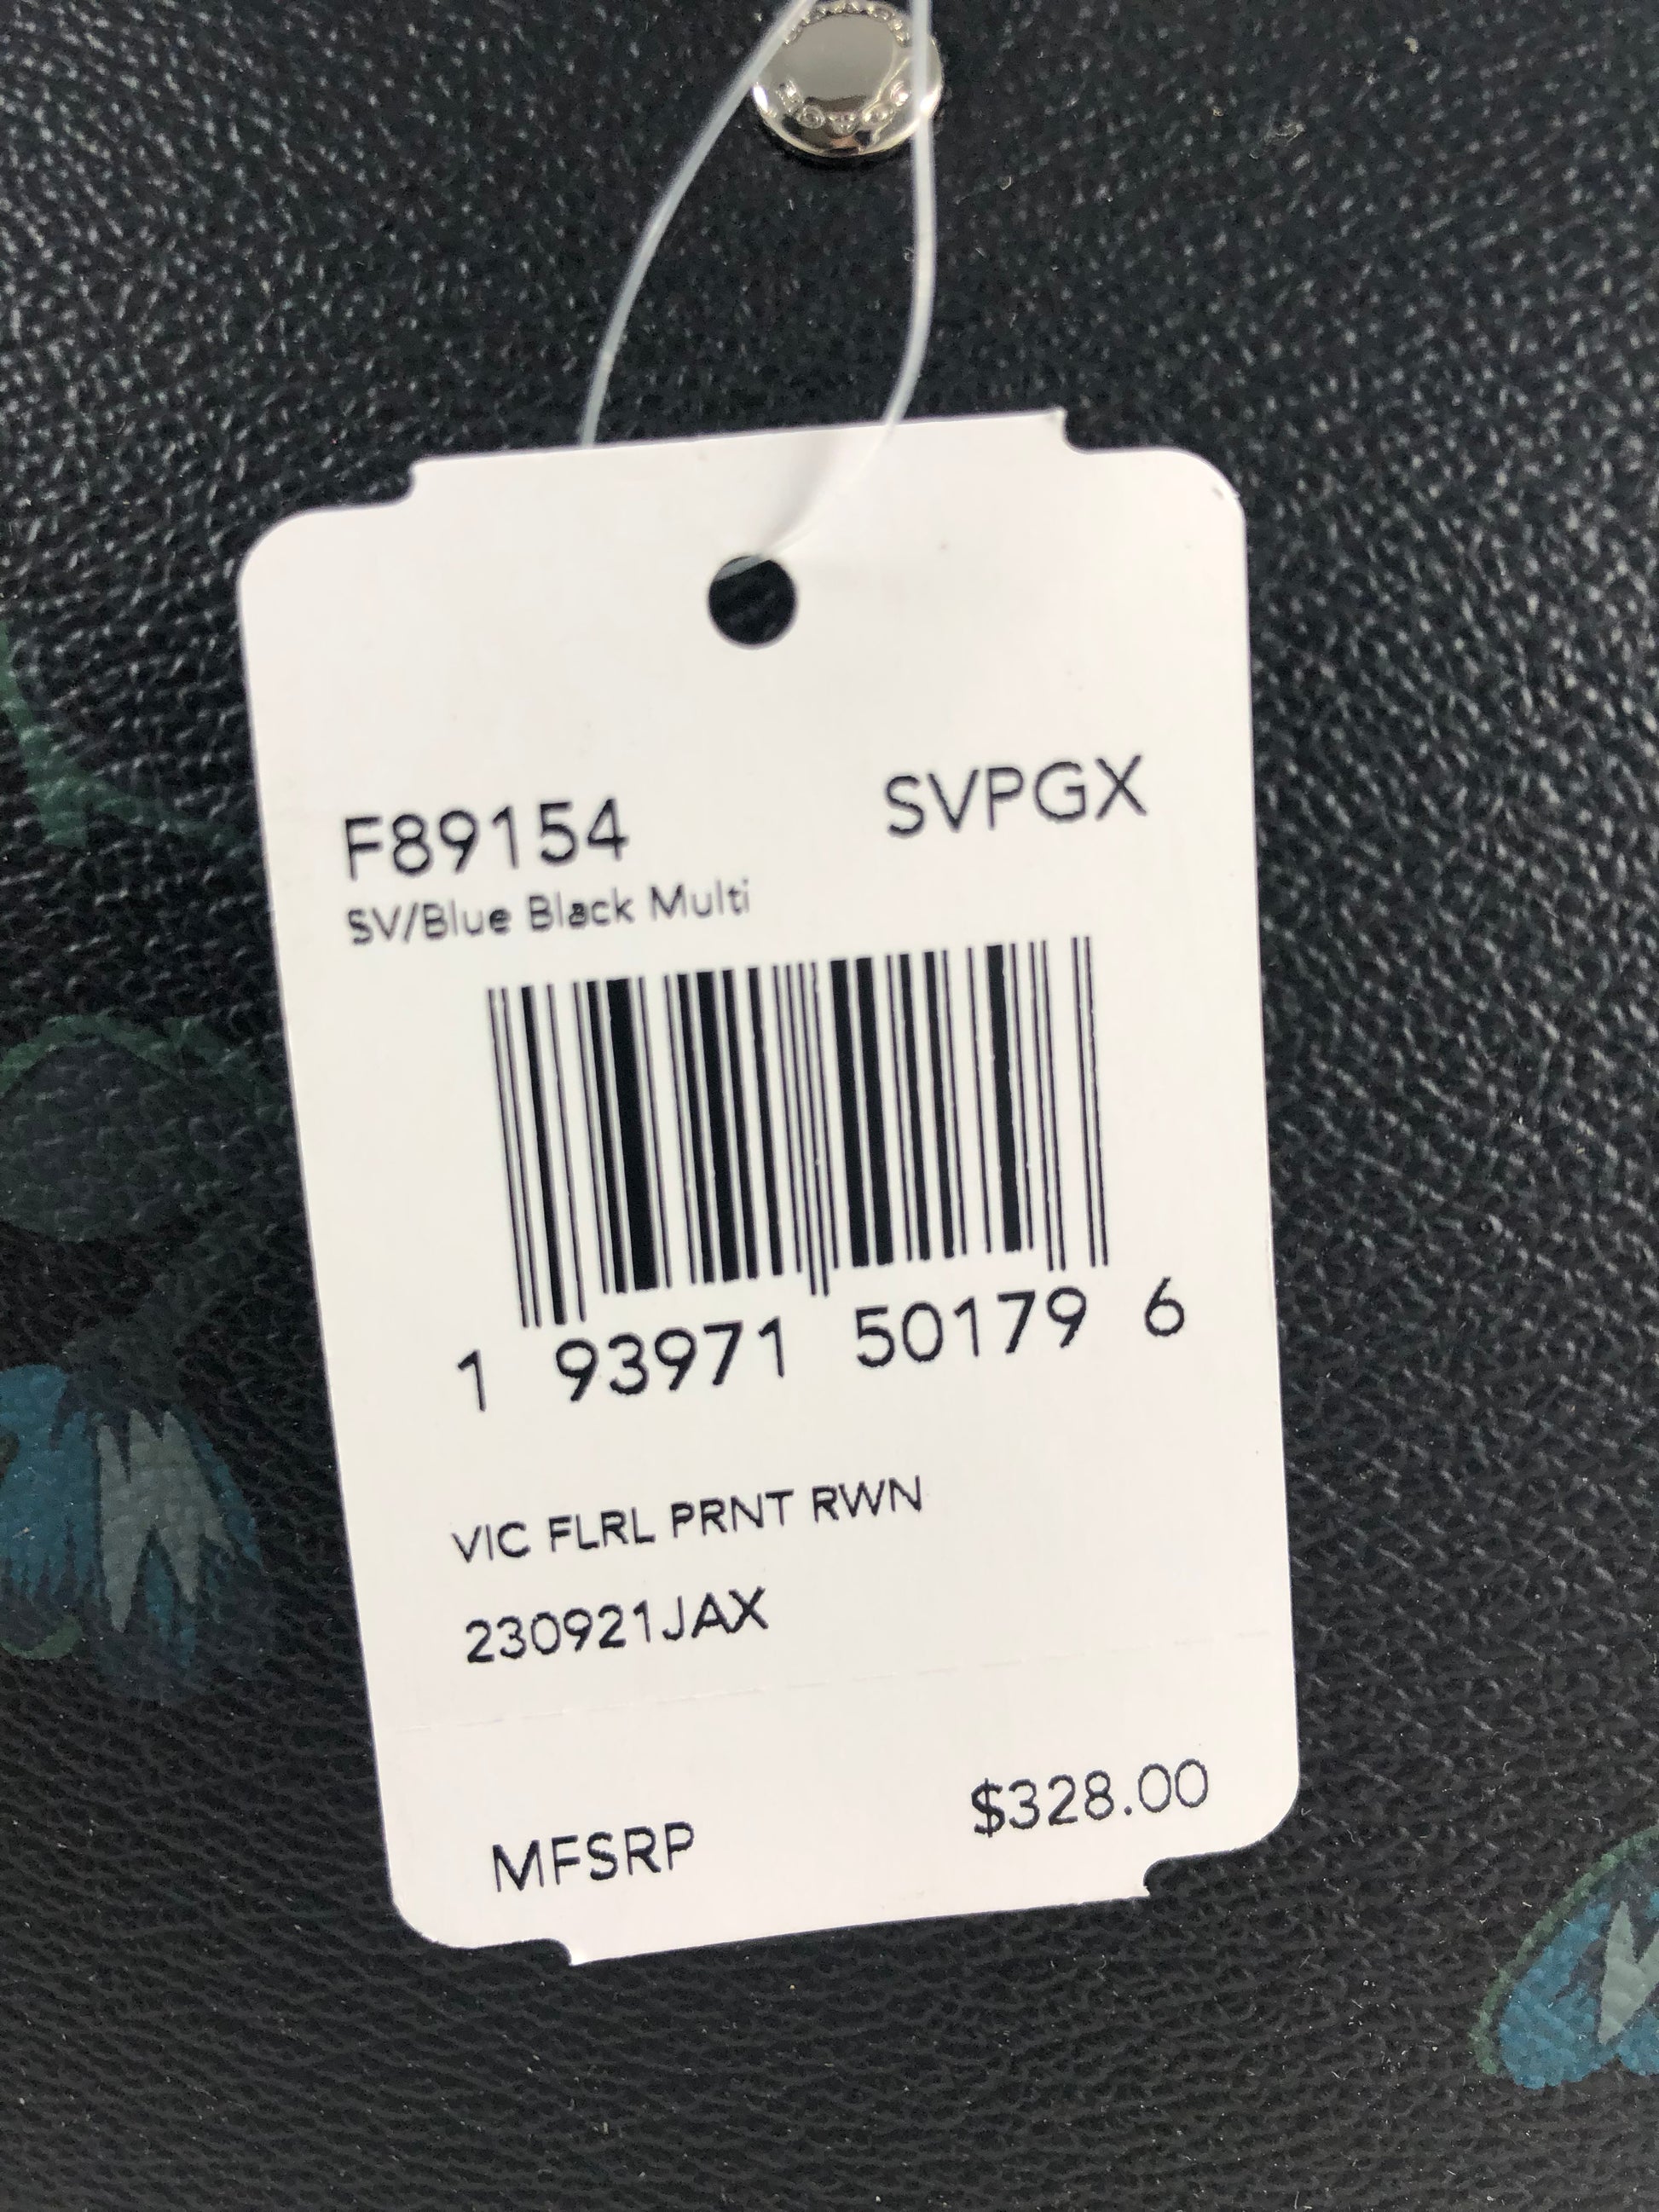 F89154 SVPGX
SV/Blue Black Multi
1 93971 50179 6
VIC FLRL PRNT RWN
230921JAX
MFSRP $328.00